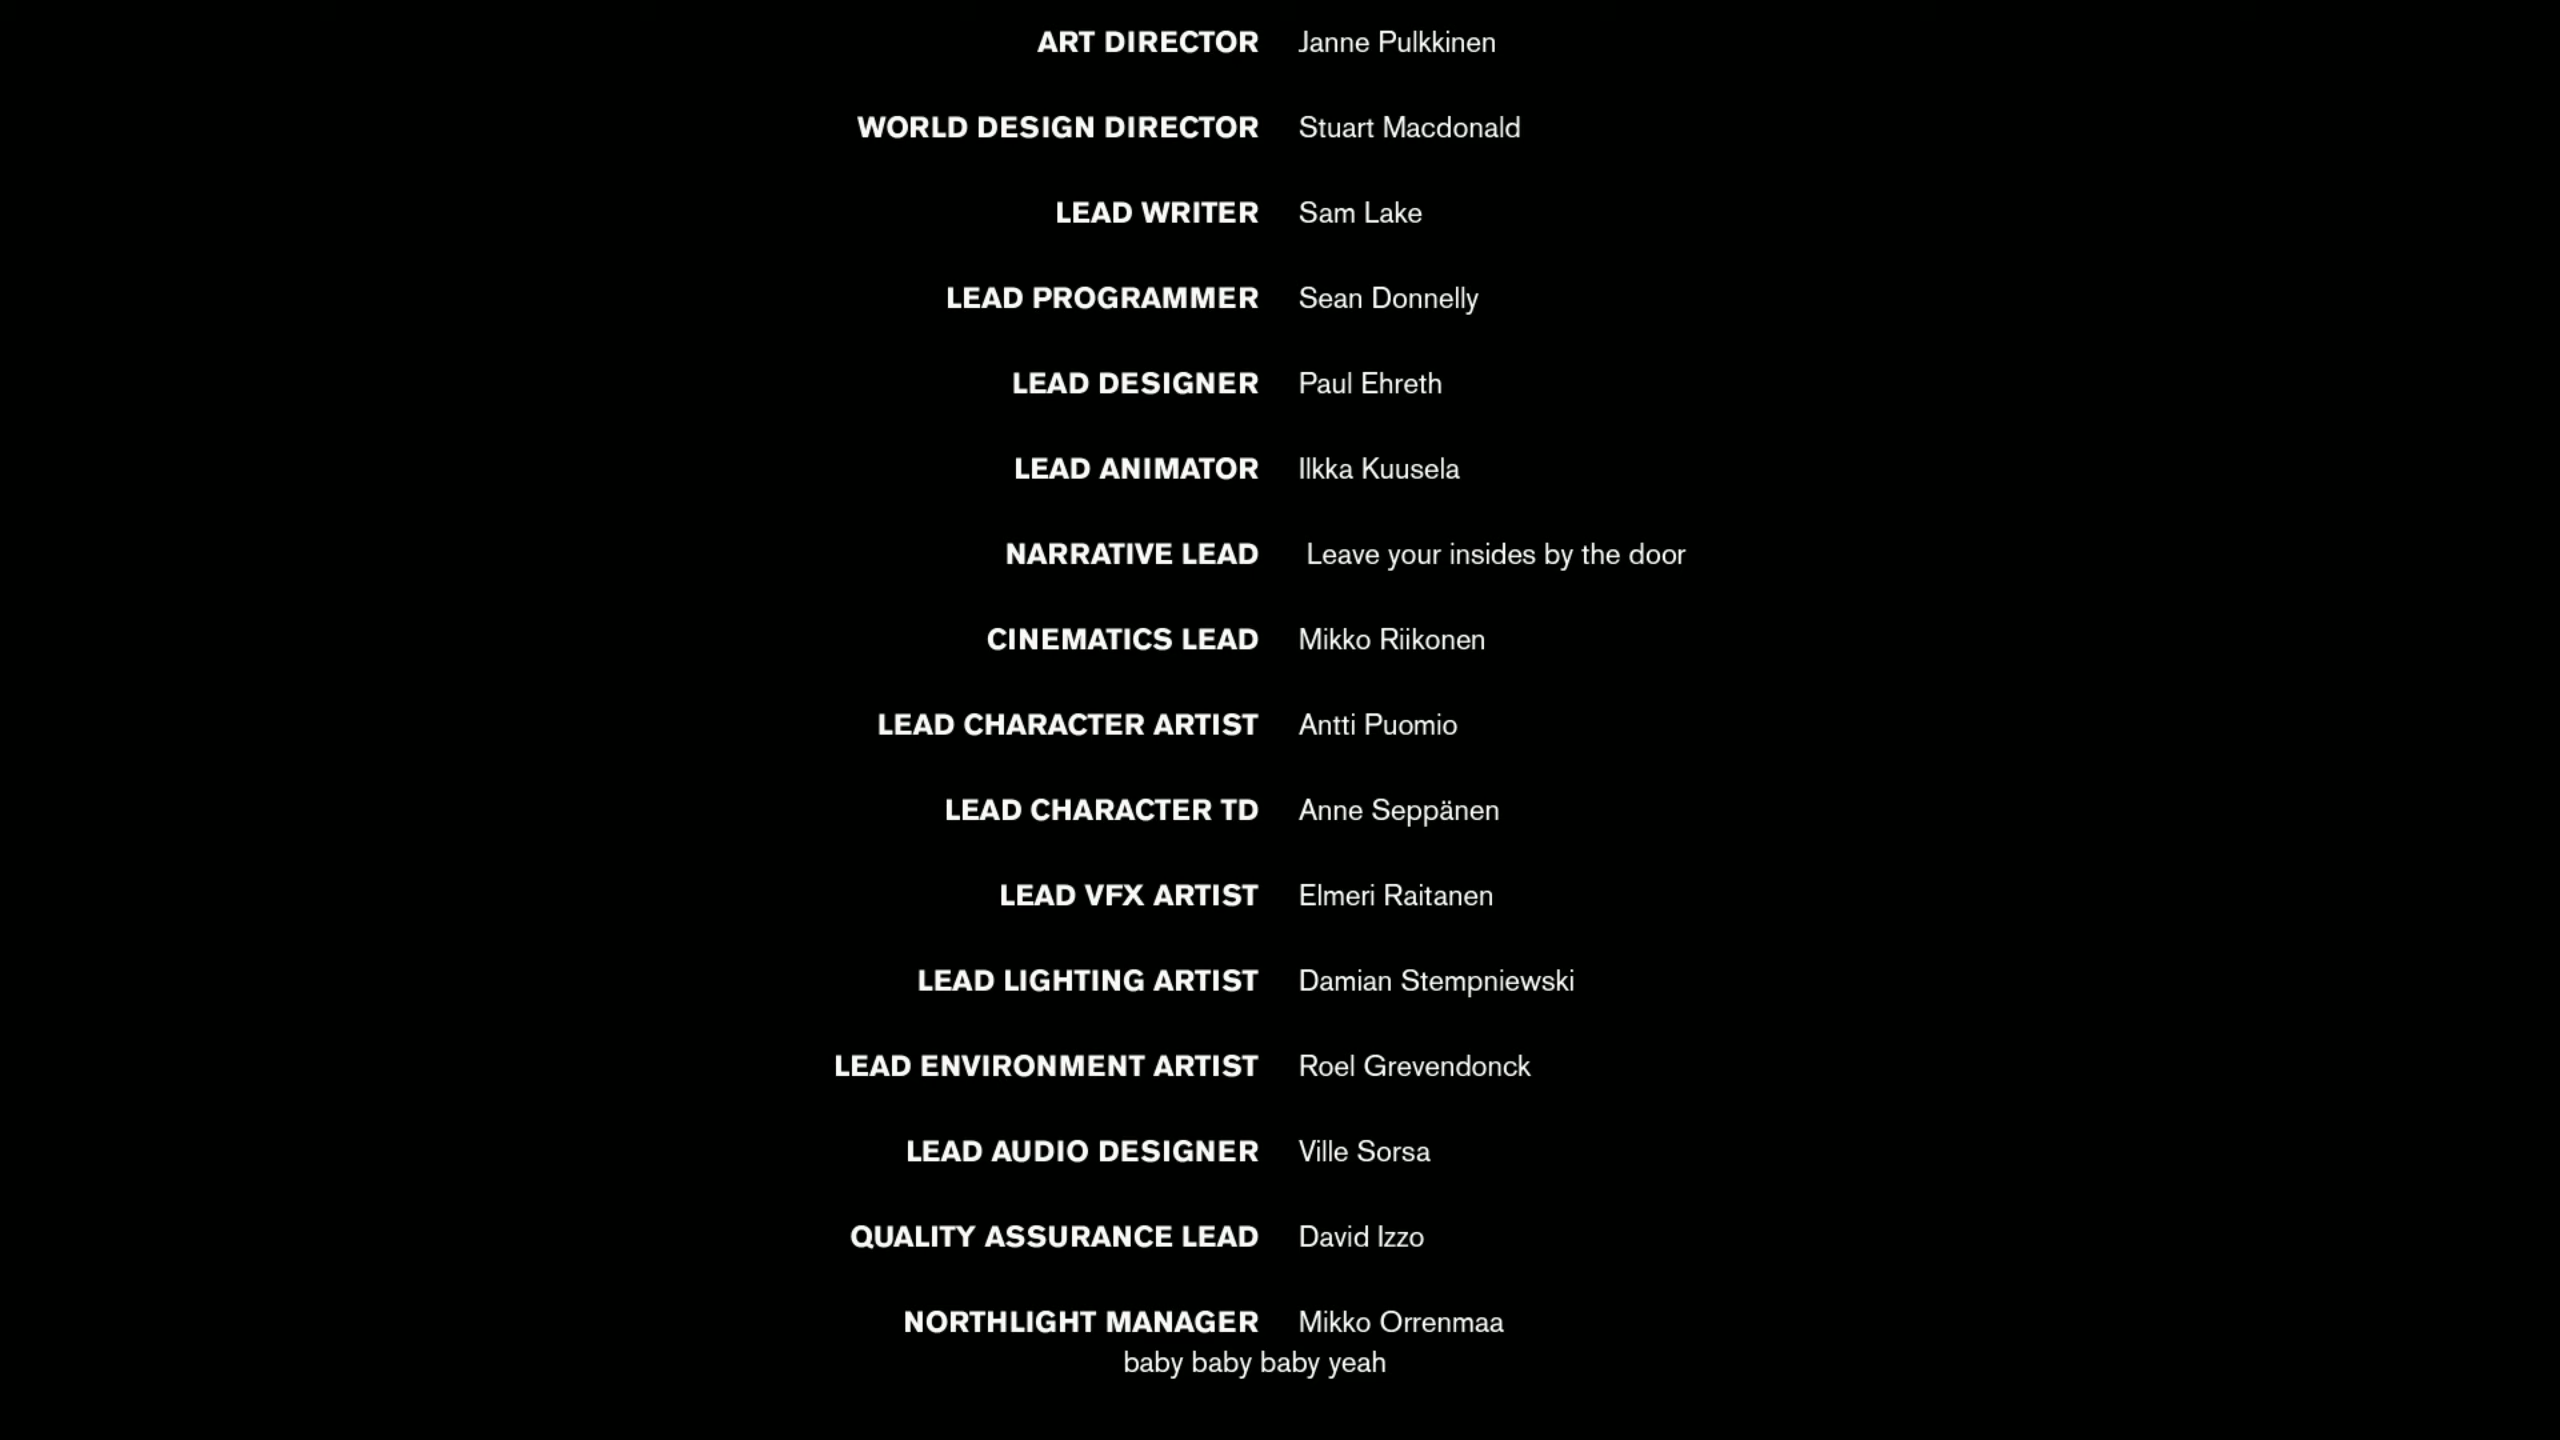 ART DIRECTOR Janne Pulkkinen
WORLD DESIGN DIRECTOR Stuart Macdonald
LEAD WRITER Sam Lake
LEAD PROGRAMMER Sean Donnelly
LEAD DESIGNER Paul Ehreth
LEAD ANIMATOR Ilkka Kuusela
NARRATIVE LEAD Leave your insides by the door
CINEMATICS LEAD Mikko Riikonen
LEAD CHARACTER ARTIST Antti Puomio
LEAD CHARACTER TD Anne Seppänen
LEAD VFX ARTIST Elmeri Raitanen
LEAD LIGHTING ARTIST Damian Stempniewski
LEAD ENVIRONMENT ARTIST Roel Grevendonck
LEAD AUDIO DESIGNER Ville Sorsa
QUALITY ASSURANCE LEAD David Izzo
NORTHLIGHT MANAGER Mikko Orrenmaa
baby baby baby yeah